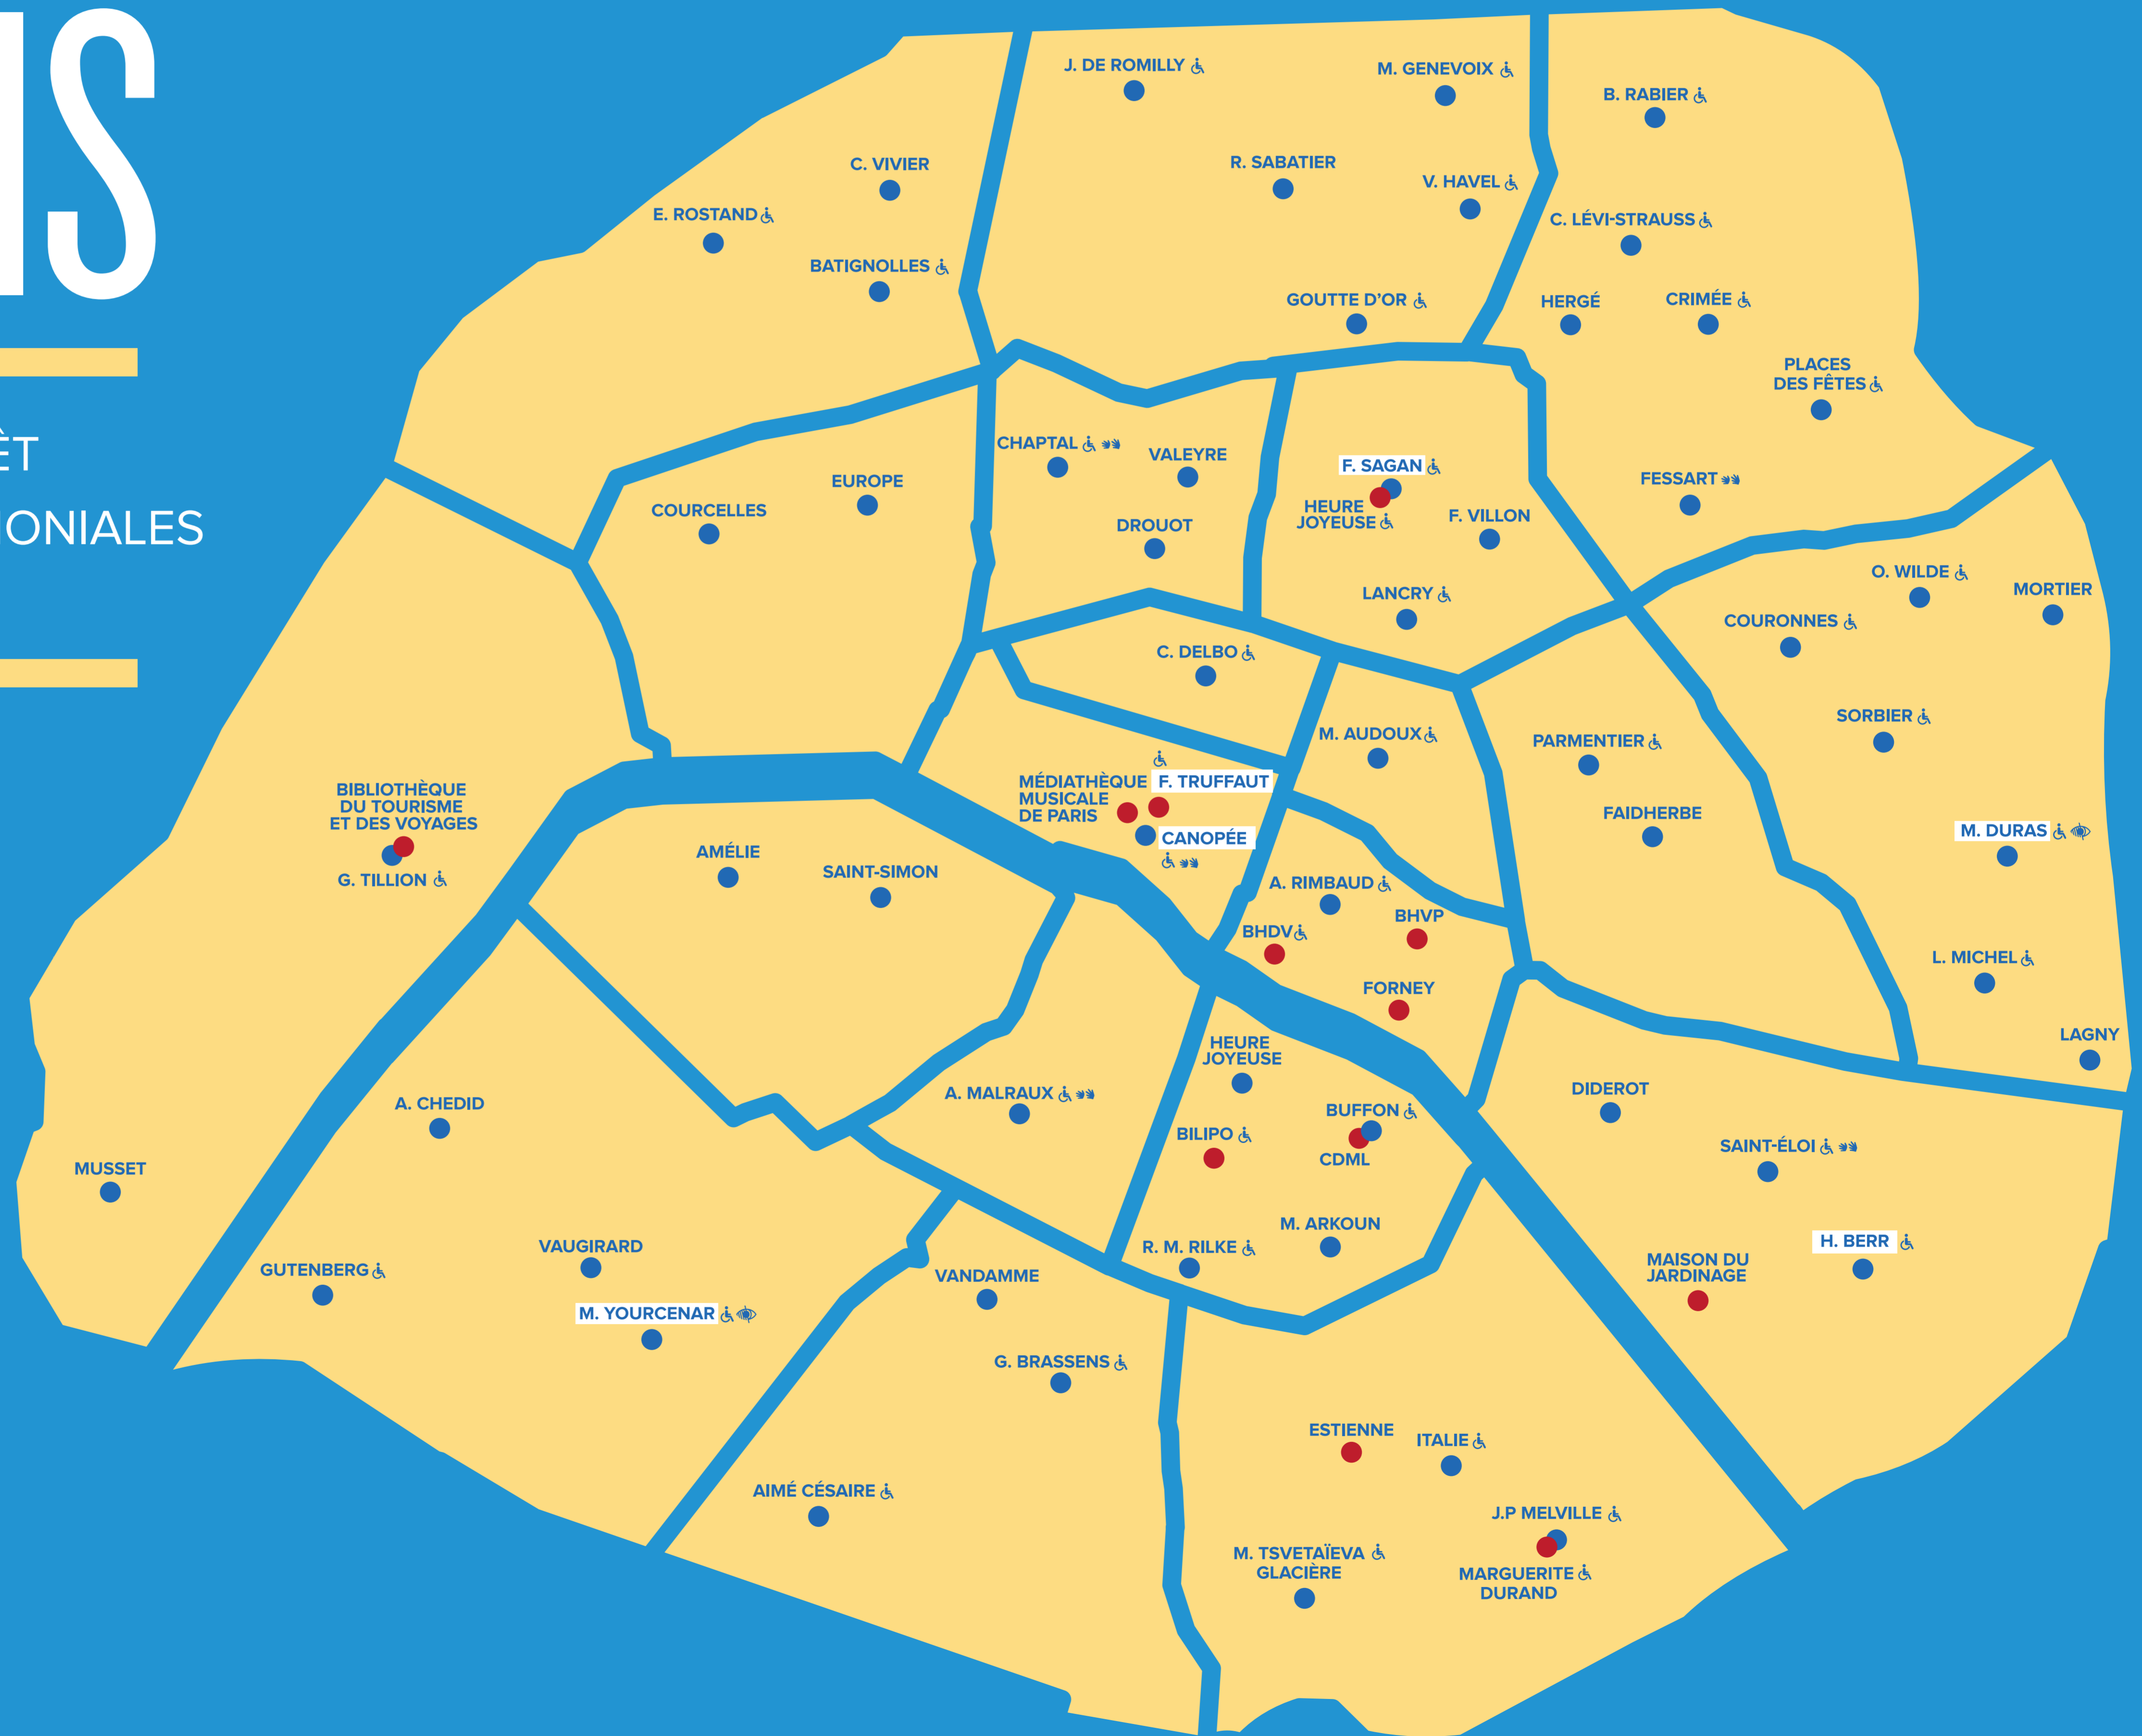 IS
ÊT
ONIALES
J. DE ROMILLY
M. GENEVOIX
B. RABIER
C. VIVIER
R. SABATIER
V. HAVEL
E. ROSTAND
C. LÉVI-STRAUSS
BATIGNOLLES
GOUTTE D'OR
HERGÉ
CRIMÉE
PLACES
DES FÊTES
CHAPTAL
VALEYRE
F. SAGAN
HEURE
JOYEUSE
F. VILLON
FESSART
EUROPE
COURCELLES
DROUOT
LANCRY
O. WILDE
MORTIER
COURONNES
C. DELBO
SORBIER
M. AUDOUX
PARMENTIER
MÉDIATHÈQUE
MUSICALE
DE PARIS
F. TRUFFAUT
CANOPÉE
BIBLIOTHÈQUE
DU TOURISME
ET DES VOYAGES
G. TILLION
FAIDHERBE
M. DURAS
AMÉLIE
SAINT-SIMON
A. RIMBAUD
BHVP
BHDV
FORNEY
L. MICHEL
LAGNY
HEURE
JOYEUSE
A. MALRAUX
A. CHEDID
DIDEROT
BUFFON
CDML
BILIPO
SAINT-ÉLOI
MUSSET
M. ARKOUN
R. M. RILKE
H. BERR
MAISON DU
JARDINAGE
VAUGIRARD
GUTENBERG
VANDAMME
M. YOURCENAR
G. BRASSENS
ESTIENNE
ITALIE
AIMÉ CÉSAIRE
J.P MELVILLE
MARGUERITE
DURAND
M. TSVETAÏEVA
GLACIÈRE